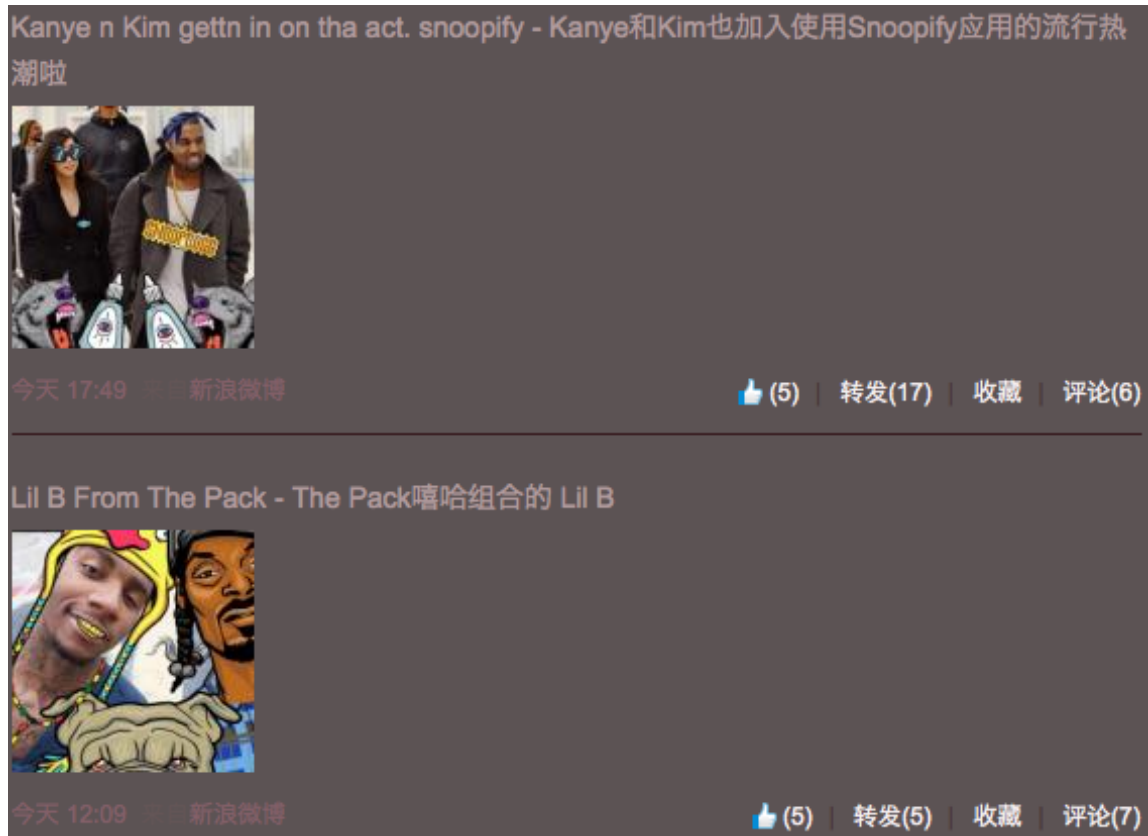 Kanye n Kim gettn in on tha act. snoopify - Kanye和Kim也加入使用Snoopify应用的流行热
潮啦
今天 17:49 来自 新浪微博 (5) | 转发(17) | 收藏 | 评论(6)
Lil B From The Pack - The Pack嘻哈组合的 Lil B
今天 12:09 来自 新浪微博 (5) | 转发(5) | 收藏 | 评论(7)